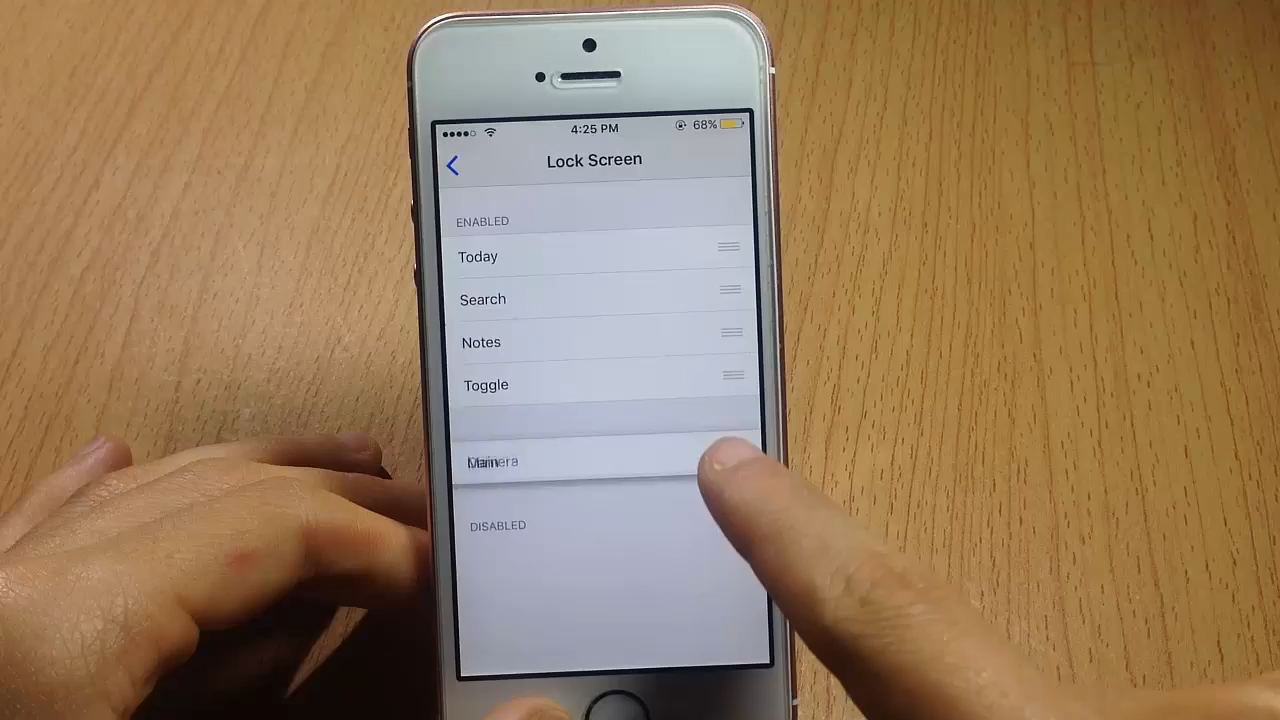 4:25 PM
68%
Lock Screen
ENABLED
Today
Search
Notes
Toggle
DISABLED